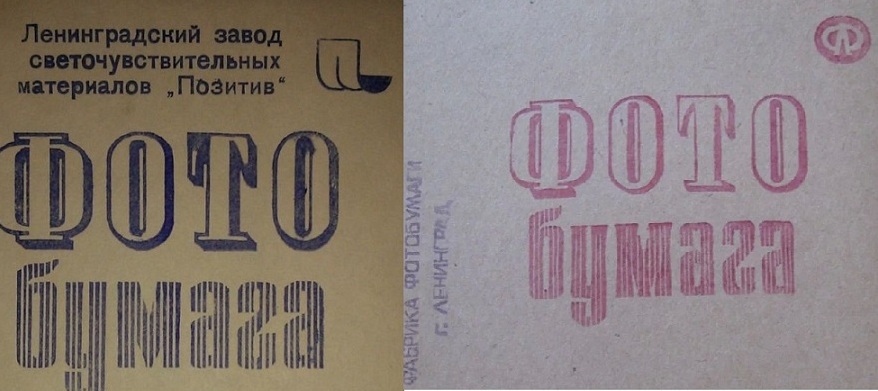 Ленинградский завод
светочувствительных
материалов „Позитив“
ФОТО
бумага
ФОТО
бумага
ФАБРИКА ФОТОБУМАГИ
г. ЛЕНИНГРАД